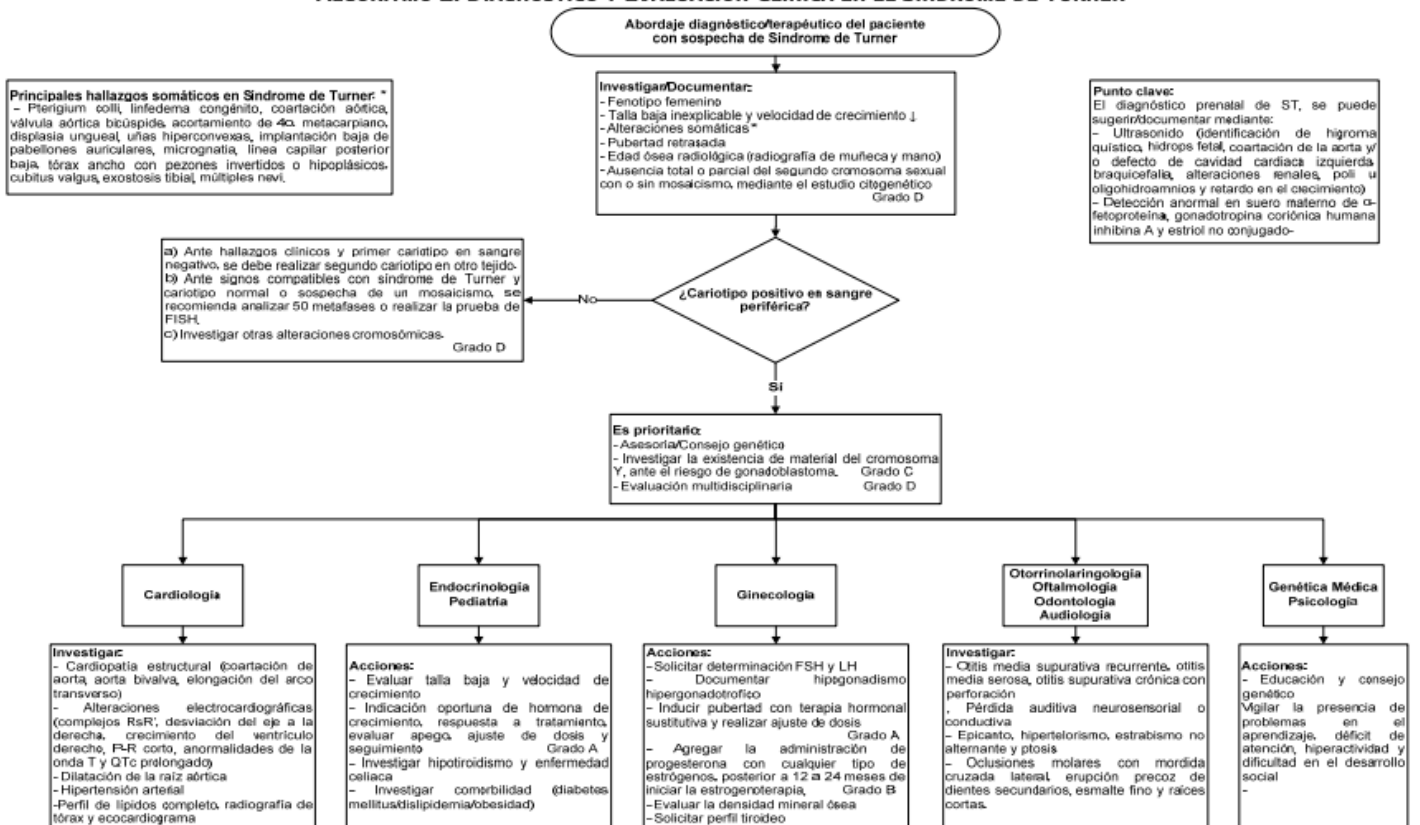 Abordaje diagnóstico/terapéutico del paciente
con sospecha de Síndrome de Turner
Principales hallazgos somáticos en Síndrome de Turner: *
- Pterigium colli, linfedema congénito, coartación aórtica,
válvula aórtica bicúspide, acortamiento de 4o. metacarpiano,
displasia ungueal, uñas hiperconvexas, implantación baja de
pabellones auriculares, micrognatia, línea capilar posterior
baja, tórax ancho con pezones invertidos o hipoplásicos,
cubitus valgus, exostosis tibial, múltiples nevi.
Investigar/Documentar:
- Fenotipo femenino
- Talla baja inexplicable y velocidad de crecimiento ↓
- Alteraciones somáticas*
- Pubertad retrasada
- Edad ósea radiológica (radiografía de muñeca y mano)
- Ausencia total o parcial del segundo cromosoma sexual
con o sin mosaicismo, mediante el estudio citogenético
Grado D
Punto clave:
El diagnóstico prenatal de ST, se puede
sugerir/documentar mediante:
- Ultrasonido (identificación de higroma
quístico, hidrops fetal, coartación de la aorta y/
o defecto de cavidad cardiaca izquierda,
braquicefalia, alteraciones renales, poli u
oligohidroamnios y retardo en el crecimiento)
- Detección anormal en suero materno de α-
fetoproteína, gonadotropina coriónica humana
inhibina A y estriol no conjugado-
a) Ante hallazgos clínicos y primer cariotipo en sangre
negativo, se debe realizar segundo cariotipo en otro tejido.
b) Ante signos compatibles con síndrome de Turner y
cariotipo normal o sospecha de un mosaicismo, se
recomienda analizar 50 metafases o realizar la prueba de
FISH.
c) Investigar otras alteraciones cromosómicas.
Grado D
No
¿Cariotipo positivo en sangre
periférica?
Sí
Es prioritario:
- Asesoría/Consejo genético
- Investigar la existencia de material del cromosoma
Y, ante el riesgo de gonadoblastoma. Grado C
- Evaluación multidisciplinaria Grado D
Cardiología
Endocrinología
Pediatría
Ginecología
Otorrinolaringología
Oftalmología
Odontología
Audiología
Genética Médica
Psicología
Investigar:
- Cardiopatía estructural (coartación de
aorta, aorta bivalva, elongación del arco
transverso)
- Alteraciones electrocardiográficas
(complejos RsR', desviación del eje a la
derecha, crecimiento del ventrículo
derecho, P-R corto, anormalidades de la
onda T y QTc prolongado)
- Dilatación de la raíz aórtica
- Hipertensión arterial
-Perfil de lípidos completo, radiografía de
tórax y ecocardiograma
Acciones:
- Evaluar talla baja y velocidad de
crecimiento
- Indicación oportuna de hormona de
crecimiento, respuesta a tratamiento,
evaluar apego, ajuste de dosis y
seguimiento Grado A
- Investigar hipotiroidismo y enfermedad
celiaca
- Investigar comorbilidad (diabetes
mellitus/dislipidemia/obesidad)
Acciones:
-Solicitar determinación FSH y LH
- Documentar hipogonadismo
hipergonadotrofico
- Inducir pubertad con terapia hormonal
sustitutiva y realizar ajuste de dosis
Grado A
- Agregar la administración de
progesterona con cualquier tipo de
estrógenos, posterior a 12 a 24 meses de
iniciar la estrogenoterapia, Grado B
-Evaluar la densidad mineral ósea
-Solicitar perfil tiroideo
Investigar:
- Otitis media supurativa recurrente, otitis
media serosa, otitis supurativa crónica con
perforación
, Pérdida auditiva neurosensorial o
conductiva
- Epicanto, hipertelorismo, estrabismo no
alternante y ptosis
- Oclusiones molares con mordida
cruzada lateral, erupción precoz de
dientes secundarios, esmalte fino y raíces
cortas.
Acciones:
- Educación y consejo
genético
Vigilar la presencia de
problemas en el
aprendizaje, déficit de
atención, hiperactividad y
dificultad en el desarrollo
social
-